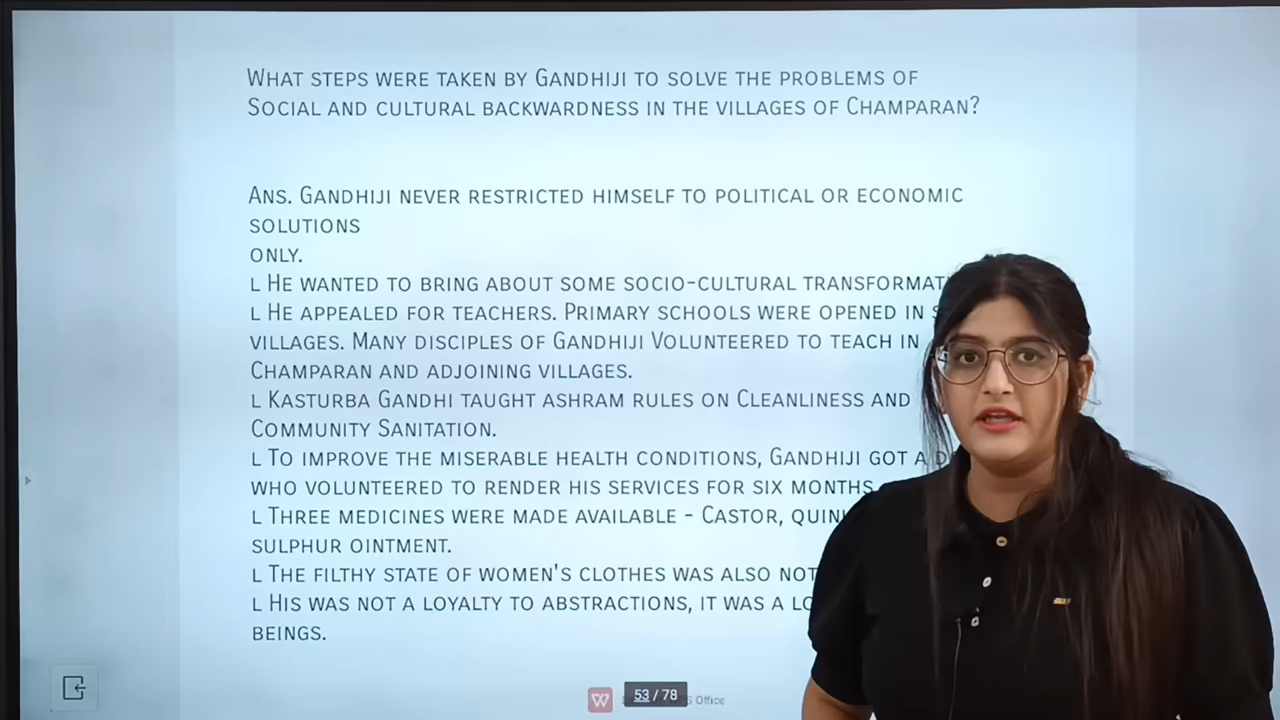 WHAT STEPS WERE TAKEN BY GANDHIJI TO SOLVE THE PROBLEMS OF
SOCIAL AND CULTURAL BACKWARDNESS IN THE VILLAGES OF CHAMPARAN?
ANS. GANDHIJI NEVER RESTRICTED HIMSELF TO POLITICAL OR ECONOMIC
SOLUTIONS
ONLY.
L HE WANTED TO BRING ABOUT SOME SOCIO-CULTURAL
L HE APPEALED FOR TEACHERS. PRIMARY SCHOOLS WERE OPENED IN
VILLAGES. MANY DISCIPLES OF GANDHIJI VOLUNTEERED TO TEACH IN
CHAMPARAN AND ADJOINING VILLAGES.
L KASTURBA GANDHI TAUGHT ASHRAM RULES ON CLEANLINESS AND
COMMUNITY SANITATION.
L TO IMPROVE THE MISERABLE HEALTH CONDITIONS, GANDHIJI GOT A
WHO VOLUNTEERED TO RENDER HIS SERVICES FOR SIX MONTHS
L THREE MEDICINES WERE MADE AVAILABLE - CASTOR,
SULPHUR OINTMENT.
L THE FILTHY STATE OF WOMEN'S CLOTHES WAS ALSO NOT
L HIS WAS NOT A LOYALTY TO ABSTRACTIONS, IT WAS A
BEINGS.
53 / 78
Office